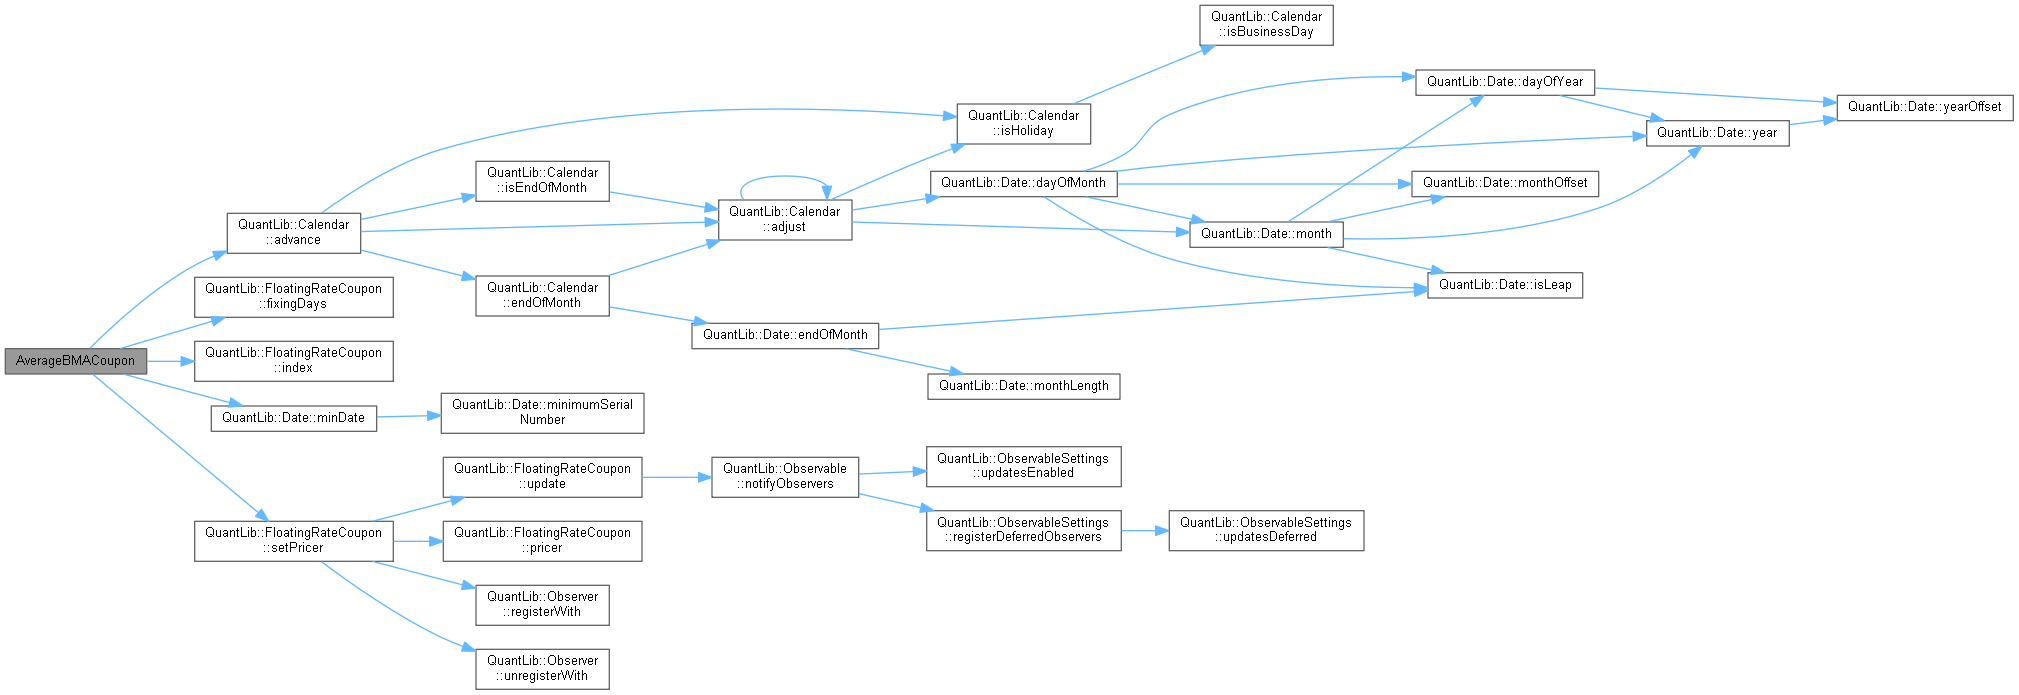 AverageBMACoupon
QuantLib::Calendar
::advance
QuantLib::FloatingRateCoupon
::fixingDays
QuantLib::FloatingRateCoupon
::index
QuantLib::Date::minDate
QuantLib::FloatingRateCoupon
::setPricer
QuantLib::Calendar
::isEndOfMonth
QuantLib::Calendar
::endOfMonth
QuantLib::Date::minimumSerial
Number
QuantLib::FloatingRateCoupon
::update
QuantLib::FloatingRateCoupon
::pricer
QuantLib::Observer
::registerWith
QuantLib::Observer
::unregisterWith
QuantLib::Calendar
::adjust
QuantLib::Date::endOfMonth
QuantLib::Observable
::notifyObservers
QuantLib::Calendar
::isHoliday
QuantLib::Date::dayOfMonth
QuantLib::Date::monthLength
QuantLib::ObservableSettings
::updatesEnabled
QuantLib::ObservableSettings
::registerDeferredObservers
QuantLib::Calendar
::isBusinessDay
QuantLib::Date::month
QuantLib::ObservableSettings
::updatesDeferred
QuantLib::Date::dayOfYear
QuantLib::Date::monthOffset
QuantLib::Date::isLeap
QuantLib::Date::year
QuantLib::Date::yearOffset